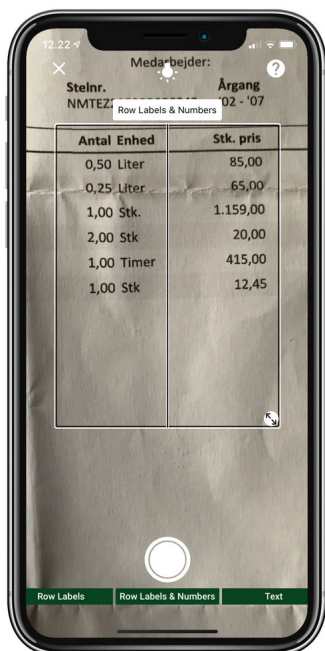 12.22
Medarbejder:
Stelnr. Årgang
'02 - '07
Row Labels & Numbers
Antal Enhed Stk. pris
0,50 Liter 85,00
0,25 Liter 65,00
1,00 Stk. 1.159,00
2,00 Stk 20,00
1,00 Timer 415,00
1,00 Stk 12,45
Row Labels Row Labels & Numbers Text